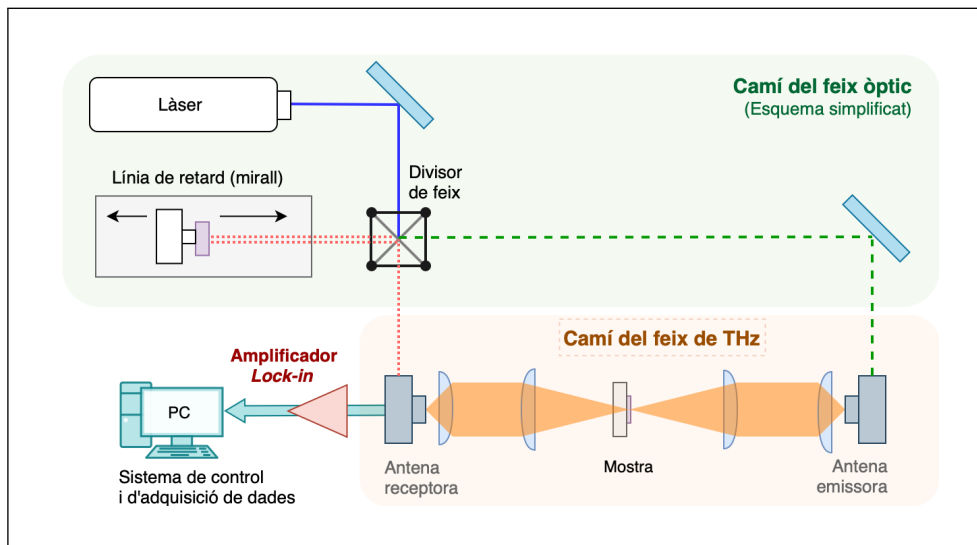 Làser
Camí del feix òptic
(Esquema simplificat)
Línia de retard (mirall)
Divisor
de feix
Camí del feix de THz
Amplificador
Lock-in
PC
Sistema de control
i d'adquisició de dades
Antena
receptora
Mostra
Antena
emissora